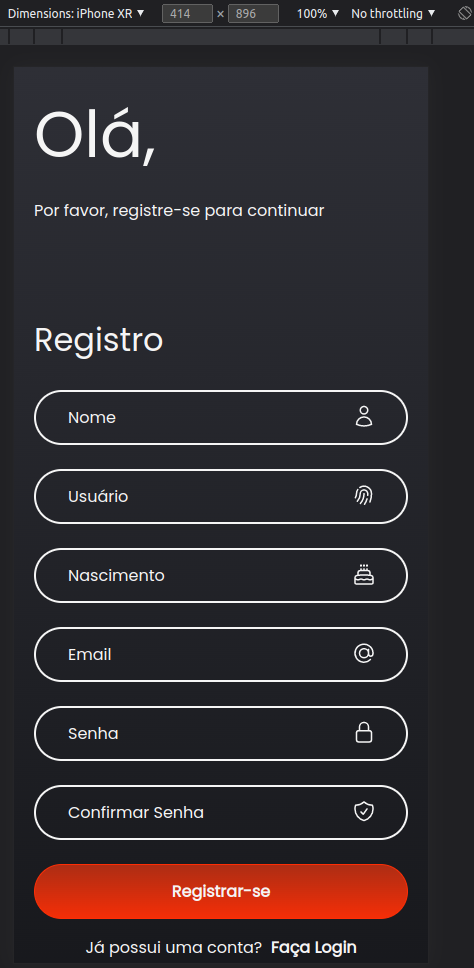 Dimensions: iPhone XR 414 × 896 100% No throttling
Olá,
Por favor, registre-se para continuar
Registro
Nome
Usuário
Nascimento
Email
Senha
Confirmar Senha
Registrar-se
Já possui uma conta? Faça Login